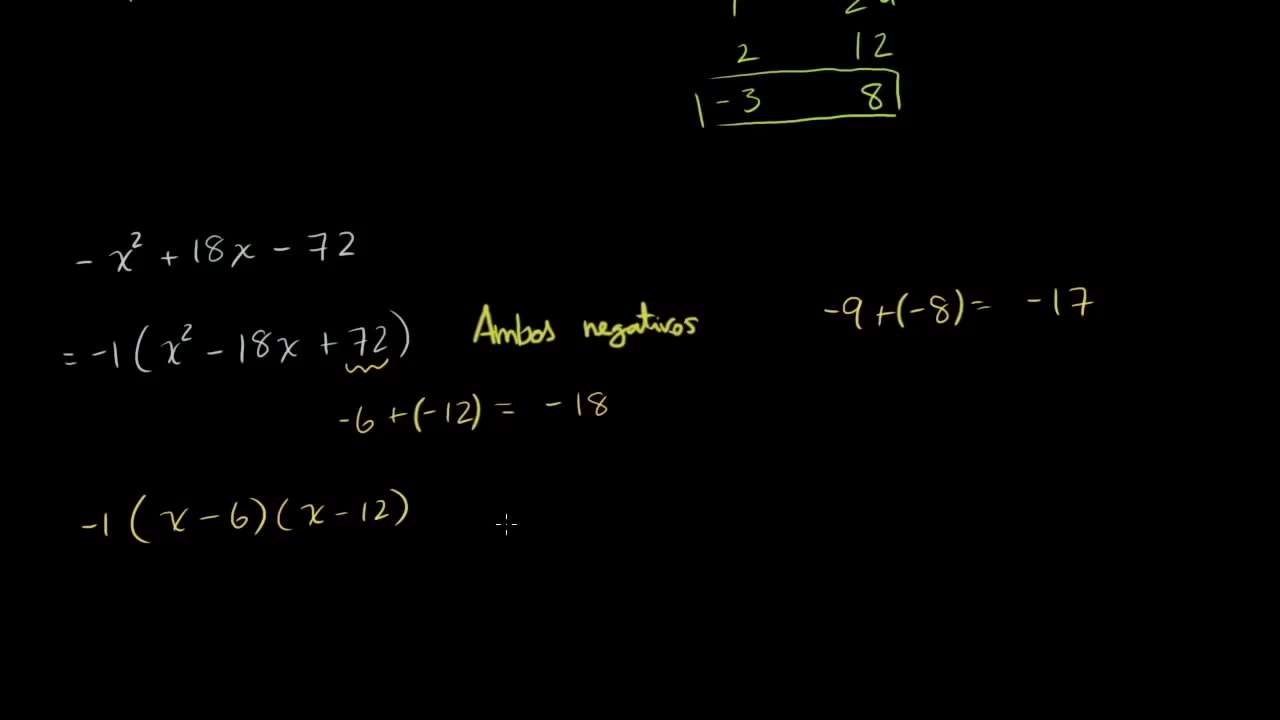 2 12
-3 8
-x² + 18x - 72
= -1(x² - 18x + 72) Ambos negativos
-9 + (-8) = -17
-6 + (-12) = -18
-1(x - 6)(x - 12)